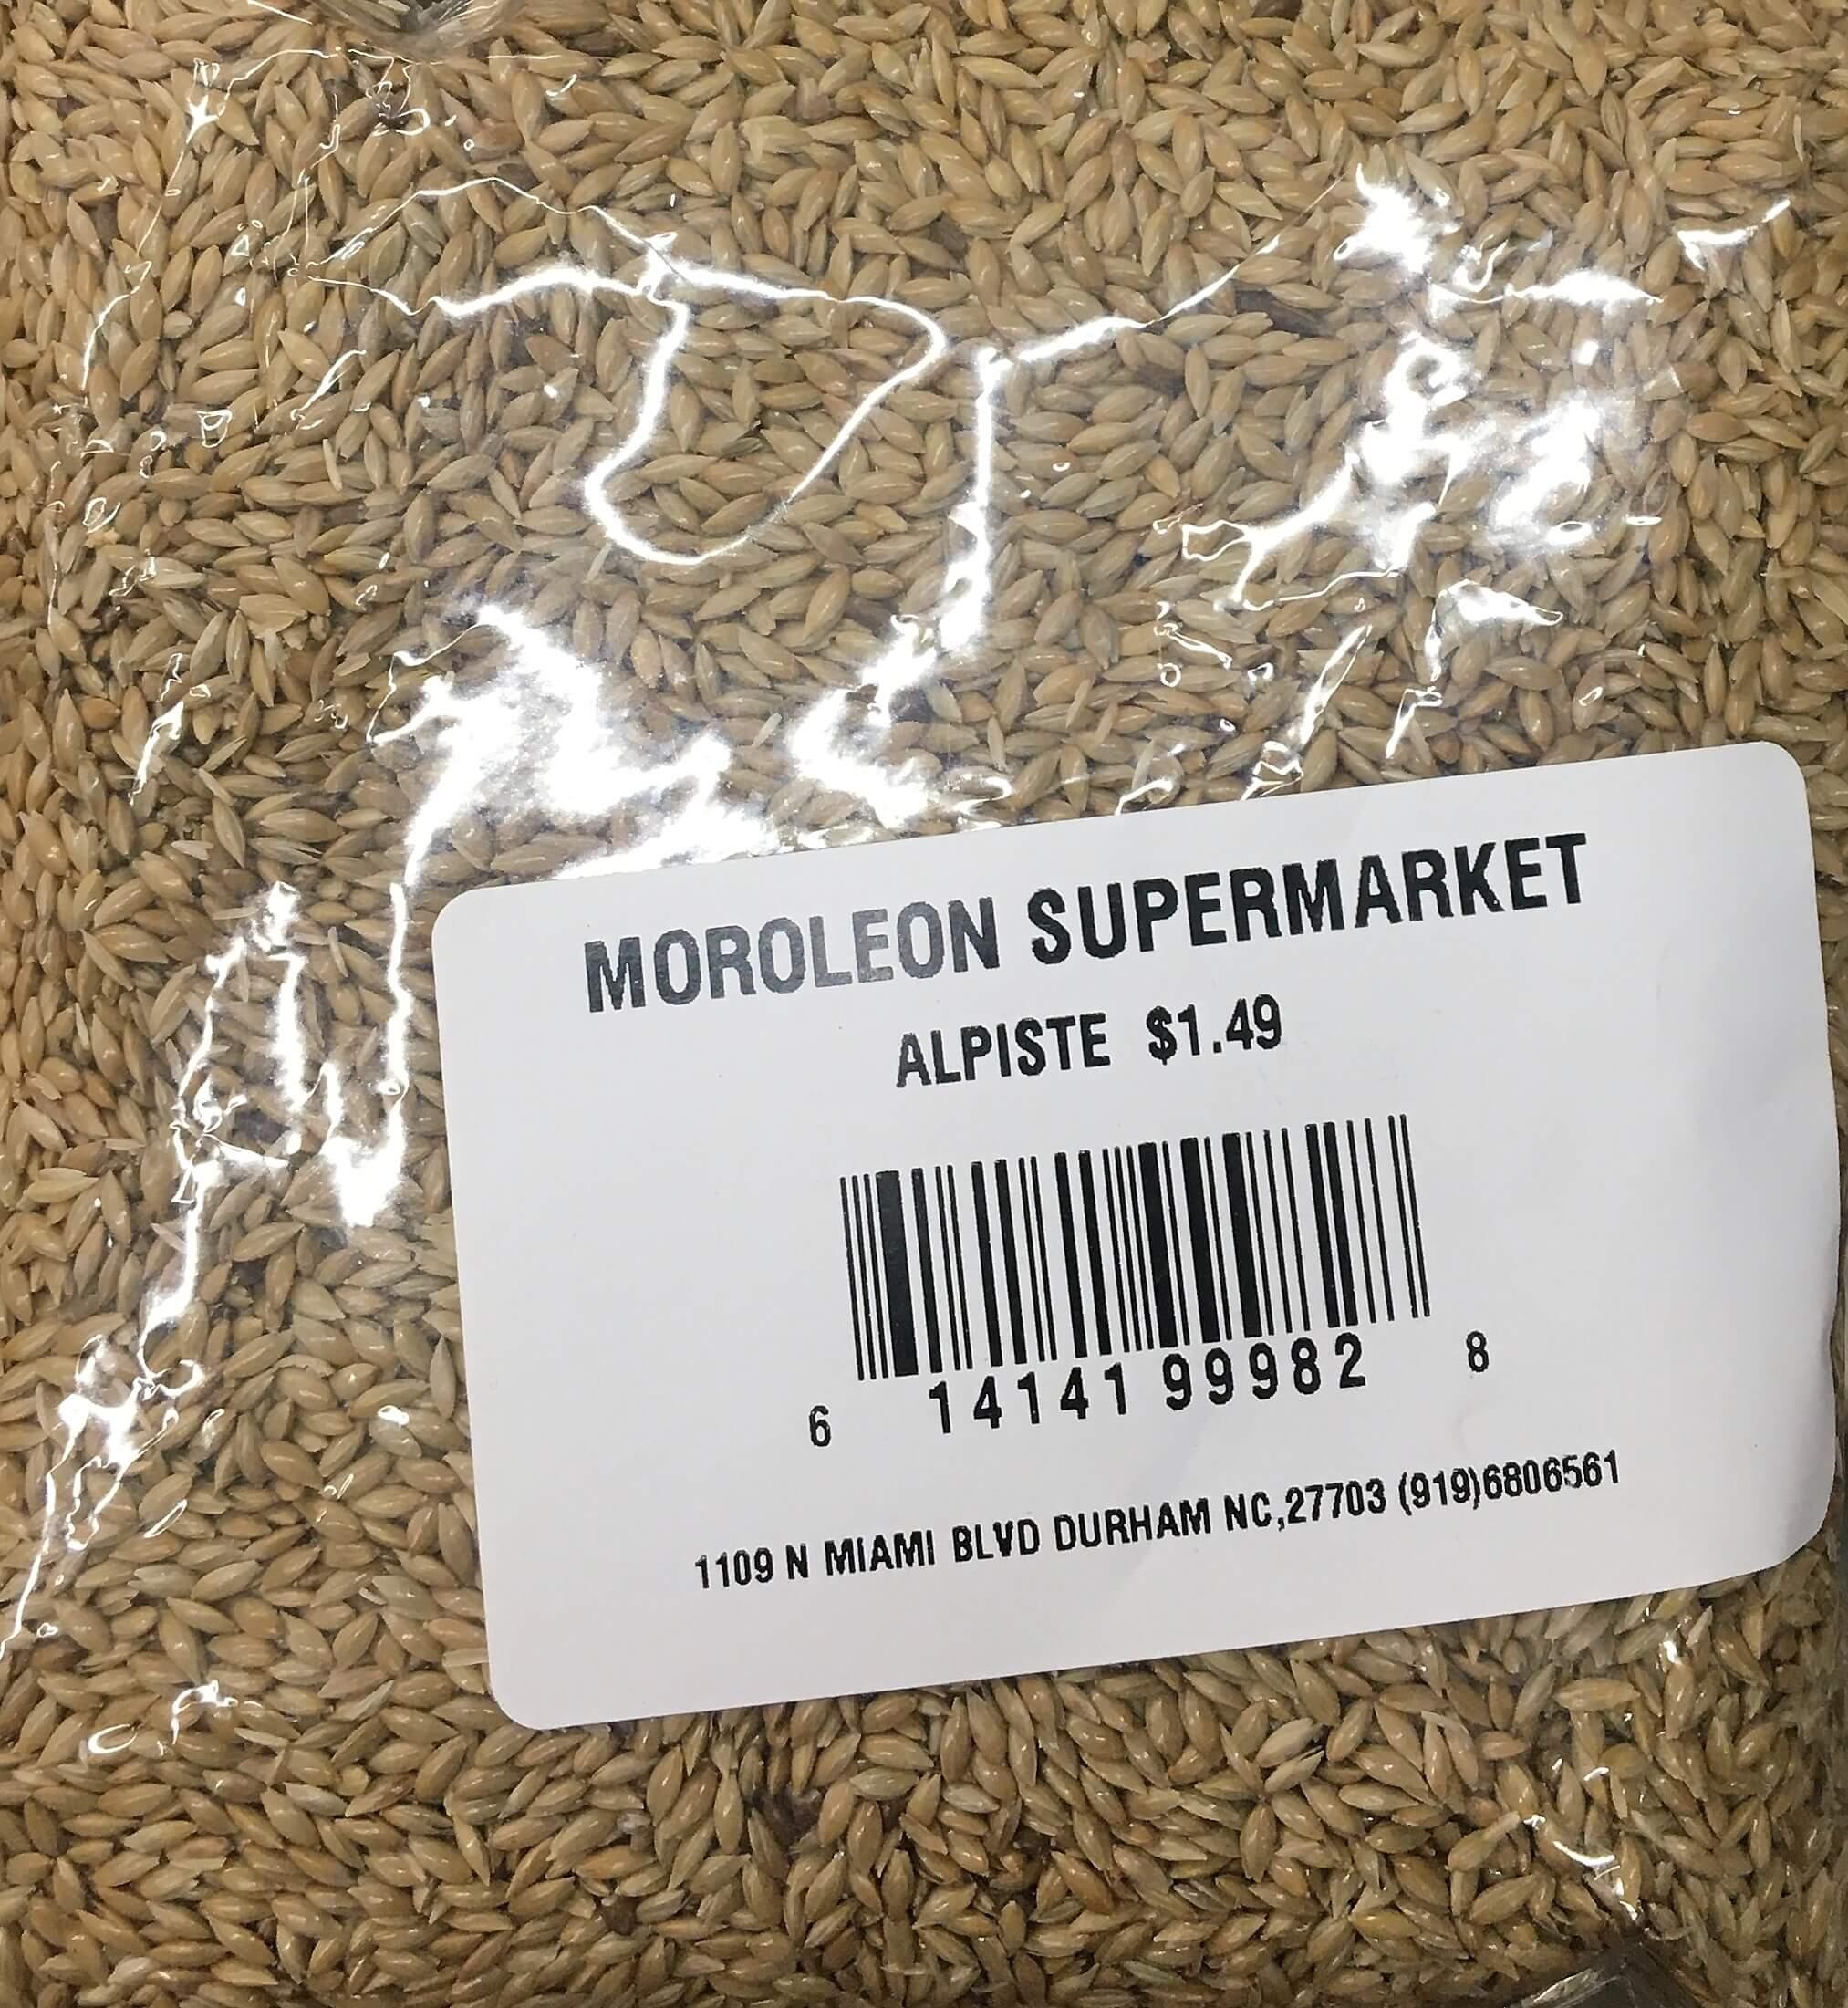 MOROLEON SUPERMARKET
ALPISTE $1.49
6 14141 99982 8
1109 N MIAMI BLVD DURHAM NC,27703 (919)6806561